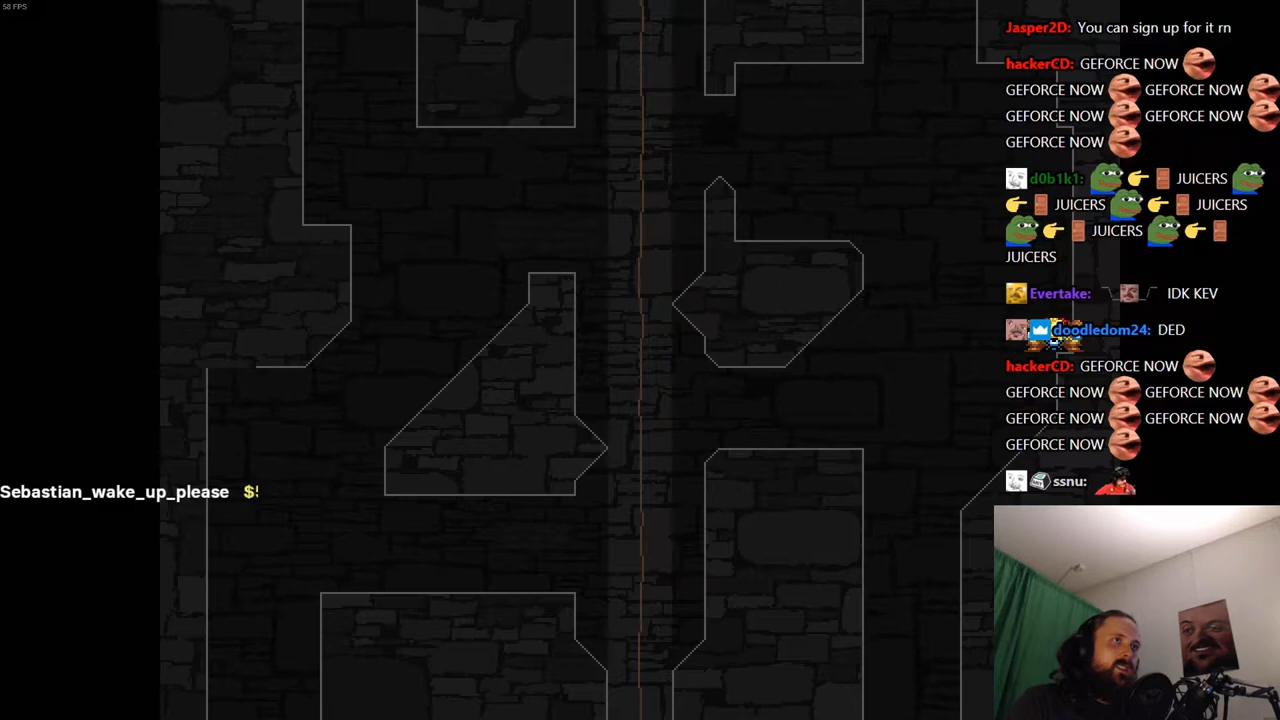 58 FPS
Jasper2D: You can sign up for it rn
hackerCD: GEFORCE NOW
GEFORCE NOW GEFORCE NOW
GEFORCE NOW GEFORCE NOW
GEFORCE NOW
d0b1k1: JUICERS
JUICERS JUICERS
JUICERS
JUICERS
Evertake: IDK KEV
doodledom24: DED
hackerCD: GEFORCE NOW
GEFORCE NOW GEFORCE NOW
GEFORCE NOW GEFORCE NOW
GEFORCE NOW
ssnu:
Sebastian_wake_up_please $